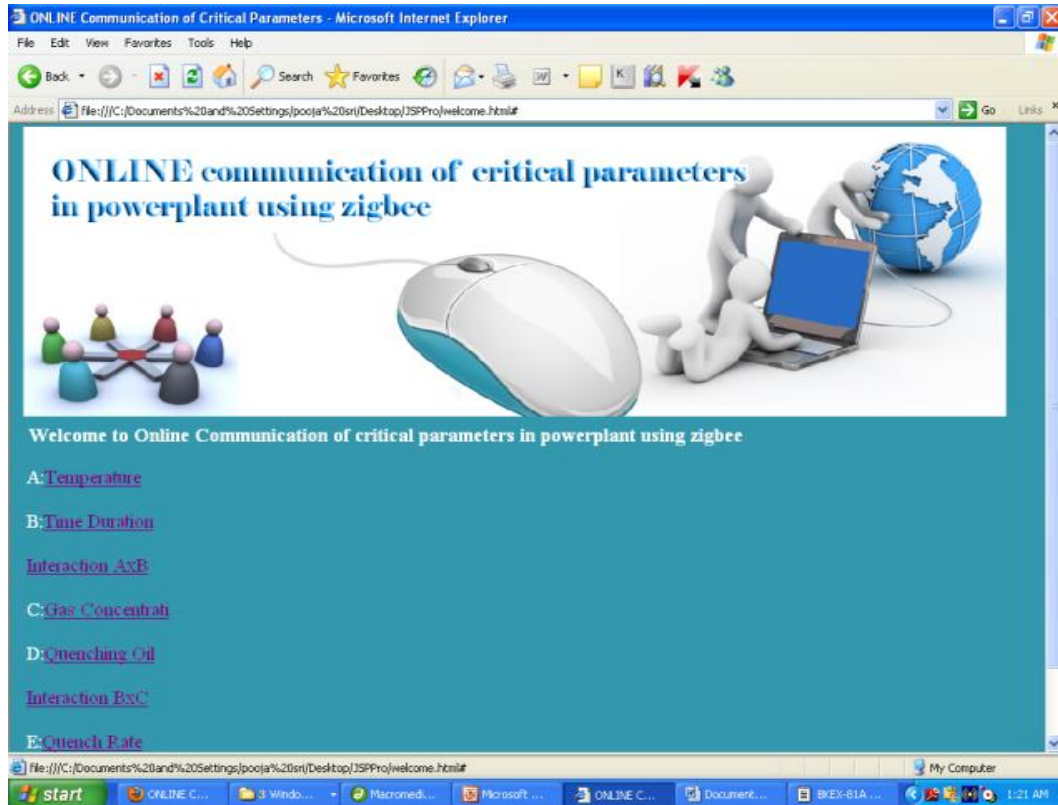 ONLINE Communication of Critical Parameters - Microsoft Internet Explorer
File Edit View Favorites Tools Help
Back Search Favorites
Address file:///C:/Documents%20and%20Settings/pooja%20sri/Desktop/JSPPro/welcome.html# Go Links
ONLINE communication of critical parameters
in powerplant using zigbee
Welcome to Online Communication of critical parameters in powerplant using zigbee
A:Temperature
B:Time Duration
Interaction AxB
C:Gas Concentrati
D:Quenching Oil
Interaction BxC
E:Quench Rate
file:///C:/Documents%20and%20Settings/pooja%20sri/Desktop/JSPPro/welcome.html# My Computer
start ONLINE C... 3 Windo... Macromedi... Microsoft ... ONLINE C... Document... BKEX-81A ... 1:21 AM